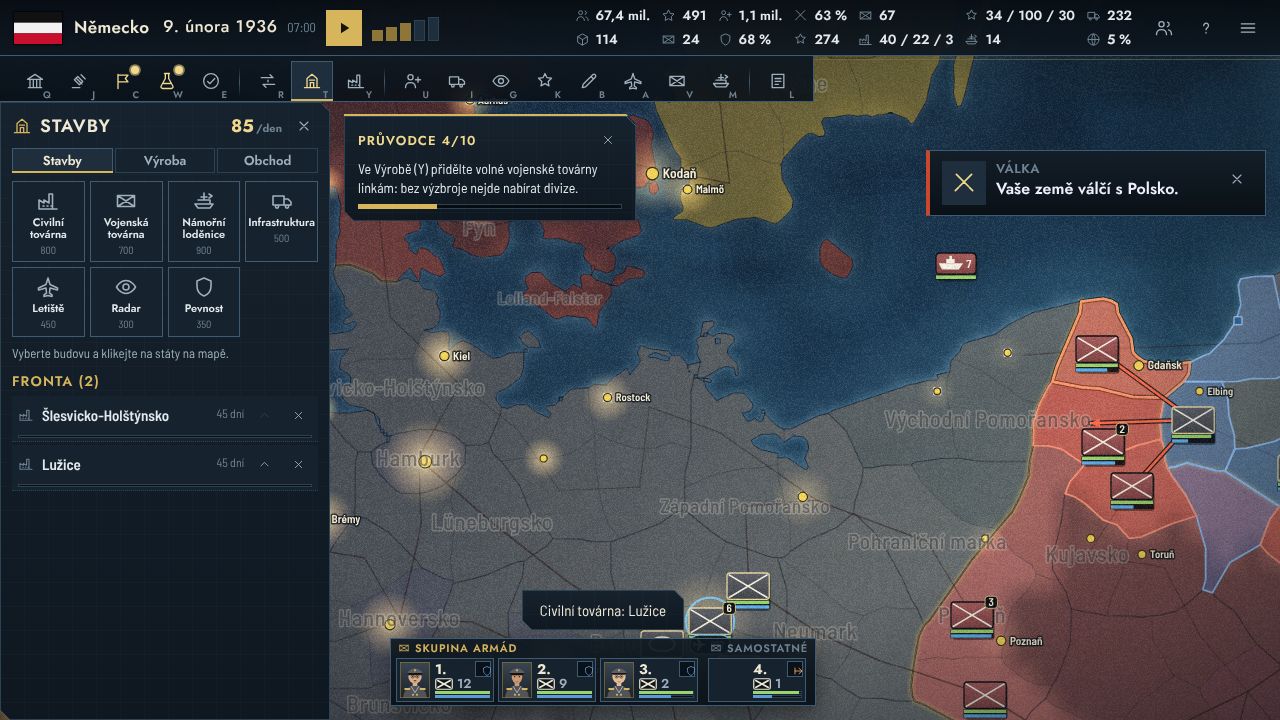 Německo 9. února 1936 07:00
67,4 mil. 491 1,1 mil. 63 % 67 34 / 100 / 30 232
114 24 68 % 274 40 / 22 / 3 14 5 %
Q J C W E R T Y U I G K B A V M L
STAVBY 85 /den
Stavby Výroba Obchod
Civilní továrna 800
Vojenská továrna 700
Námořní loděnice 900
Infrastruktura 500
Letiště 450
Radar 300
Pevnost 350
Vyberte budovu a klikejte na státy na mapě.
FRONTA (2)
Šlesvicko-Holštýnsko 45 dní
Lužice 45 dní
PRŮVODCE 4/10
Ve Výrobě (Y) přidělte volné vojenské továrny
linkám: bez výzbroje nejde nabírat divize.
VÁLKA
Vaše země válčí s Polsko.
Kodaň
Malmö
Fyn
Lolland-Falster
7
Kiel
vicko-Holštýnsko
Rostock
Hamburk
Lüneburgsko
Brémy
Západní Pomořansko
Východní Pomořansko
Pohraniční marka
Gdaňsk
Elbing
2
Kujavsko
Toruň
3
Poznaň
Hannoversko
Civilní továrna: Lužice
6
Neumark
SKUPINA ARMÁD SAMOSTATNÉ
1. 12
2. 9
3. 2
4. 1